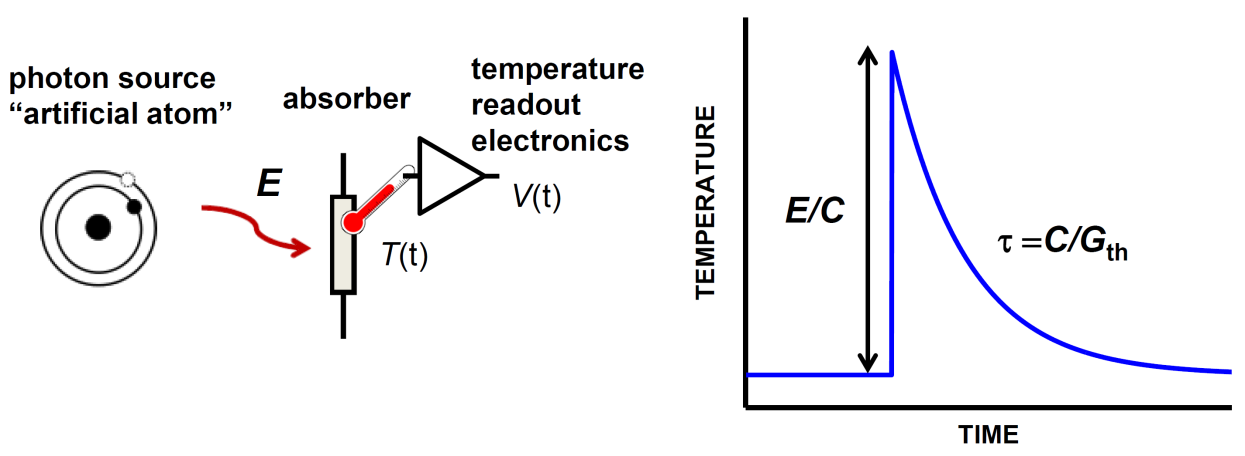 photon source
“artificial atom”
absorber
temperature
readout
electronics
E
T(t)
V(t)
TEMPERATURE
E/C
τ =C/Gth
TIME